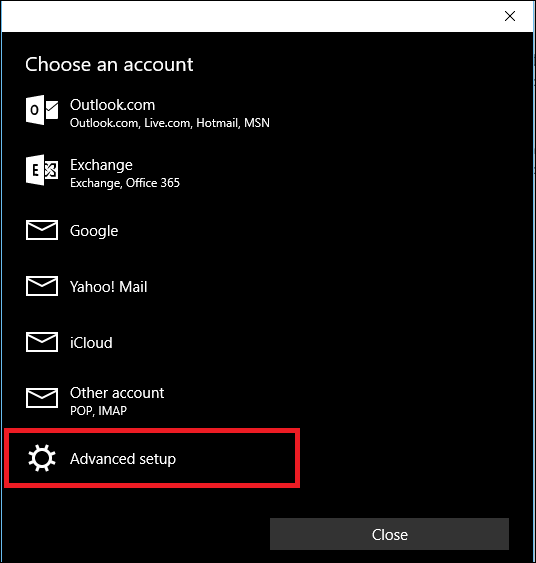 Choose an account
Outlook.com
Outlook.com, Live.com, Hotmail, MSN
Exchange
Exchange, Office 365
Google
Yahoo! Mail
iCloud
Other account
POP, IMAP
Advanced setup
Close